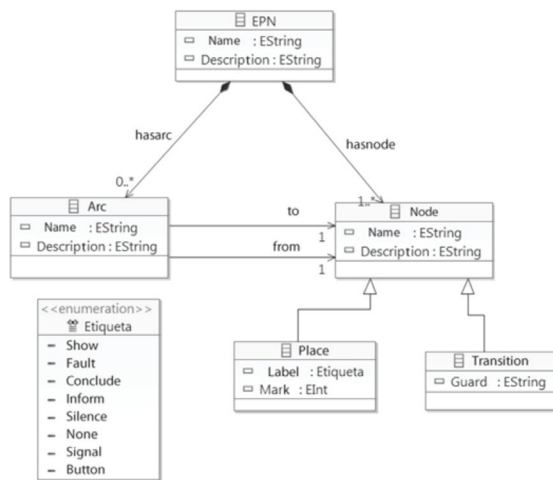 EPN
Name : EString
Description : EString
hasarc
hasnode
0..*
1..*
Arc
Name : EString
Description : EString
to
1
from
1
Node
Name : EString
Description : EString
<<enumeration>>
Etiqueta
Show
Fault
Conclude
Inform
Silence
None
Signal
Button
Place
Label : Etiqueta
Mark : EInt
Transition
Guard : EString